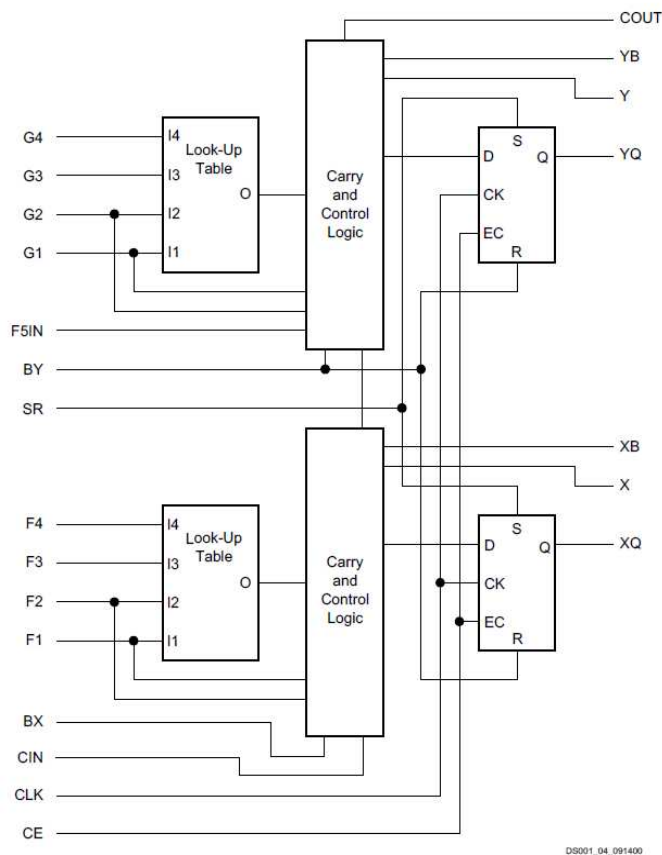 COUT
YB
Y
G4
I4
Look-Up
Table
S
D
Q
YQ
G3
I3
Carry
and
Control
Logic
O
CK
G2
I2
EC
G1
I1
R
F5IN
BY
SR
XB
X
F4
I4
Look-Up
Table
S
D
Q
XQ
F3
I3
Carry
and
Control
Logic
O
CK
F2
I2
EC
F1
I1
R
BX
CIN
CLK
CE
DS001_04_091400